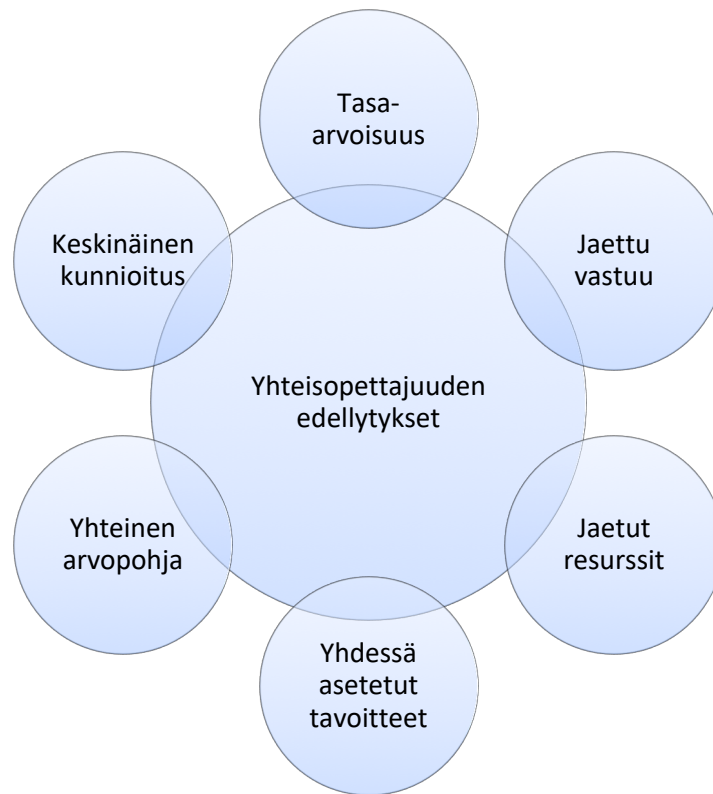 Tasa-
arvoisuus
Keskinäinen
kunnioitus
Jaettu
vastuu
Yhteisopettajuuden
edellytykset
Yhteinen
arvopohja
Jaetut
resurssit
Yhdessä
asetetut
tavoitteet